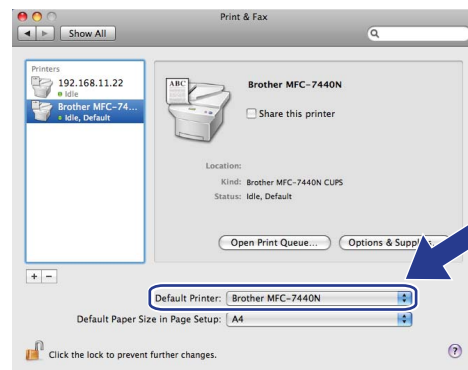 Print & Fax
Show All
Printers
192.168.11.22
Idle
Brother MFC-74...
Idle, Default
ABC
Brother MFC-7440N
Share this printer
Location:
Kind: Brother MFC-7440N CUPS
Status: Idle, Default
Open Print Queue... Options & Supplies...
+ −
Default Printer: Brother MFC-7440N
Default Paper Size in Page Setup: A4
Click the lock to prevent further changes.
?